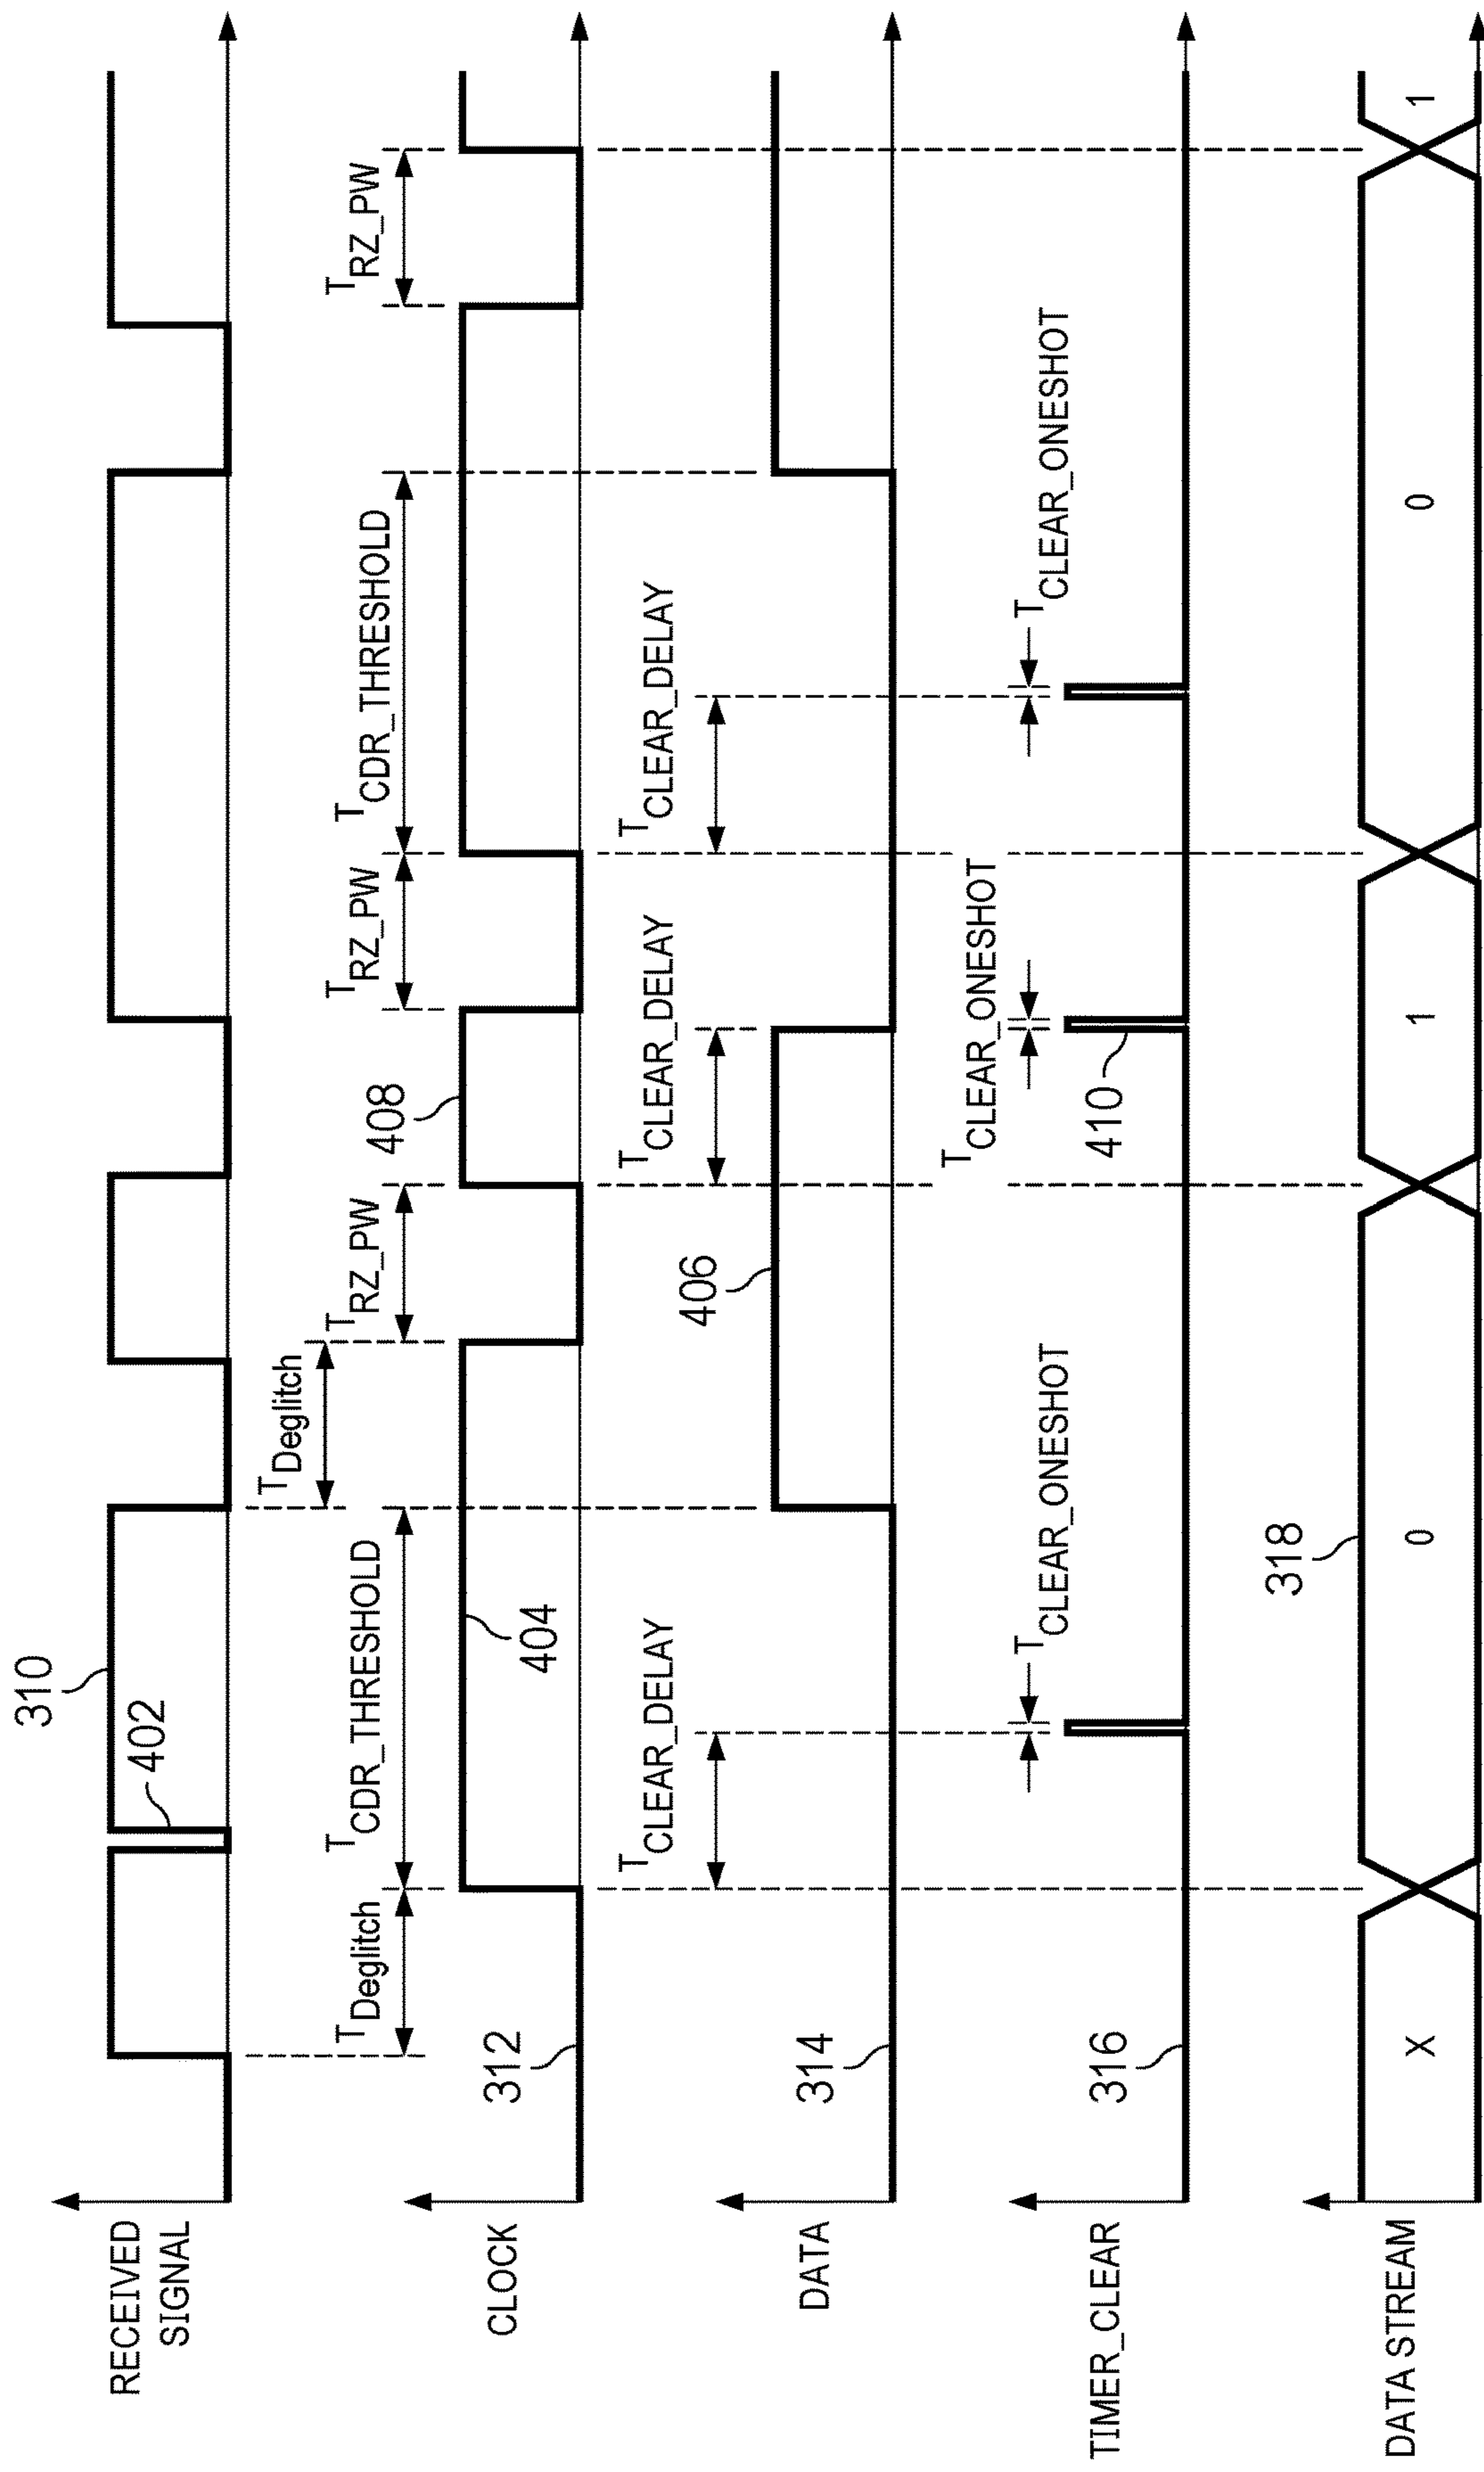 RECEIVED
SIGNAL
310
402
CLOCK
312
T_Deglitch
T_CDR_THRESHOLD
404
T_Deglitch
T_RZ_PW
408
T_RZ_PW
T_CDR_THRESHOLD
T_RZ_PW
DATA
314
T_CLEAR_DELAY
406
T_CLEAR_DELAY
T_CLEAR_DELAY
TIMER_CLEAR
316
T_CLEAR_ONESHOT
T_CLEAR_ONESHOT
410
T_CLEAR_ONESHOT
DATA STREAM
318
X 0 1 0 1